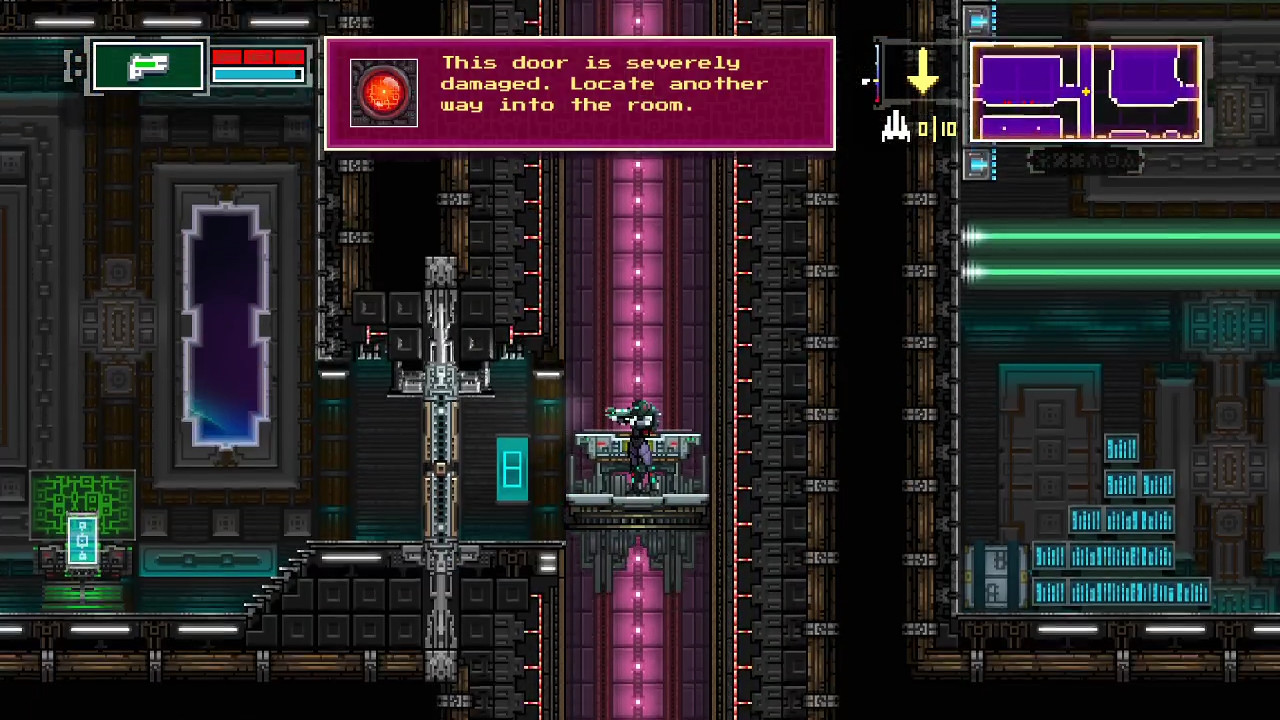 This door is severely
damaged. Locate another
way into the room.
0|10